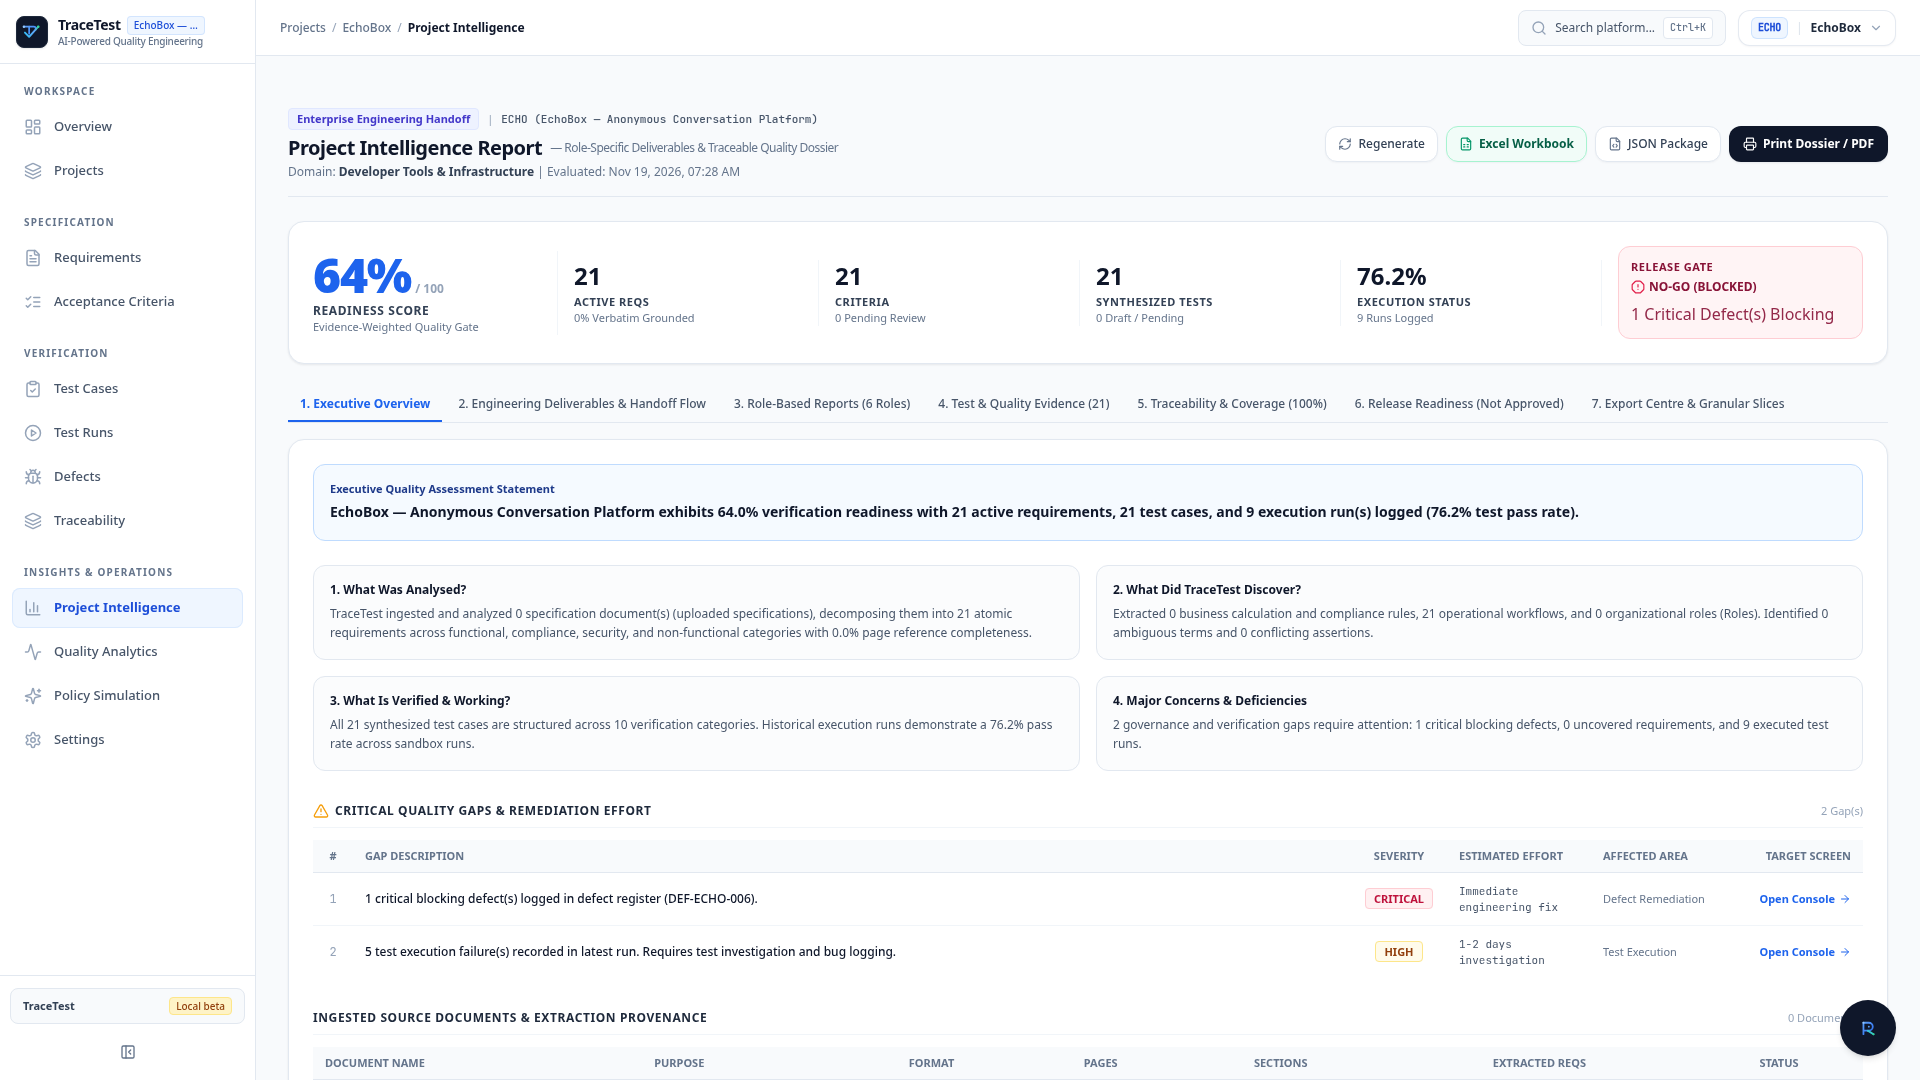 TraceTest
EchoBox — ...
AI-Powered Quality Engineering
WORKSPACE
Overview
Projects
SPECIFICATION
Requirements
Acceptance Criteria
VERIFICATION
Test Cases
Test Runs
Defects
Traceability
INSIGHTS & OPERATIONS
Project Intelligence
Quality Analytics
Policy Simulation
Settings
TraceTest
Local beta
Projects / EchoBox / Project Intelligence
Search platform... Ctrl+K
ECHO EchoBox
Enterprise Engineering Handoff | ECHO (EchoBox — Anonymous Conversation Platform)
Project Intelligence Report — Role-Specific Deliverables & Traceable Quality Dossier
Domain: Developer Tools & Infrastructure | Evaluated: Nov 19, 2026, 07:28 AM
Regenerate
Excel Workbook
JSON Package
Print Dossier / PDF
64% / 100
READINESS SCORE
Evidence-Weighted Quality Gate
21
ACTIVE REQS
0% Verbatim Grounded
21
CRITERIA
0 Pending Review
21
SYNTHESIZED TESTS
0 Draft / Pending
76.2%
EXECUTION STATUS
9 Runs Logged
RELEASE GATE
NO-GO (BLOCKED)
1 Critical Defect(s) Blocking
1. Executive Overview
2. Engineering Deliverables & Handoff Flow
3. Role-Based Reports (6 Roles)
4. Test & Quality Evidence (21)
5. Traceability & Coverage (100%)
6. Release Readiness (Not Approved)
7. Export Centre & Granular Slices
Executive Quality Assessment Statement
EchoBox — Anonymous Conversation Platform exhibits 64.0% verification readiness with 21 active requirements, 21 test cases, and 9 execution run(s) logged (76.2% test pass rate).
1. What Was Analysed?
TraceTest ingested and analyzed 0 specification document(s) (uploaded specifications), decomposing them into 21 atomic
requirements across functional, compliance, security, and non-functional categories with 0.0% page reference completeness.
2. What Did TraceTest Discover?
Extracted 0 business calculation and compliance rules, 21 operational workflows, and 0 organizational roles (Roles). Identified 0
ambiguous terms and 0 conflicting assertions.
3. What Is Verified & Working?
All 21 synthesized test cases are structured across 10 verification categories. Historical execution runs demonstrate a 76.2% pass
rate across sandbox runs.
4. Major Concerns & Deficiencies
2 governance and verification gaps require attention: 1 critical blocking defects, 0 uncovered requirements, and 9 executed test
runs.
CRITICAL QUALITY GAPS & REMEDIATION EFFORT
2 Gap(s)
# GAP DESCRIPTION SEVERITY ESTIMATED EFFORT AFFECTED AREA TARGET SCREEN
1 1 critical blocking defect(s) logged in defect register (DEF-ECHO-006). CRITICAL Immediate
engineering fix Defect Remediation Open Console →
2 5 test execution failure(s) recorded in latest run. Requires test investigation and bug logging. HIGH 1-2 days
investigation Test Execution Open Console →
INGESTED SOURCE DOCUMENTS & EXTRACTION PROVENANCE
0
DOCUMENT NAME PURPOSE FORMAT PAGES SECTIONS EXTRACTED REQS STATUS